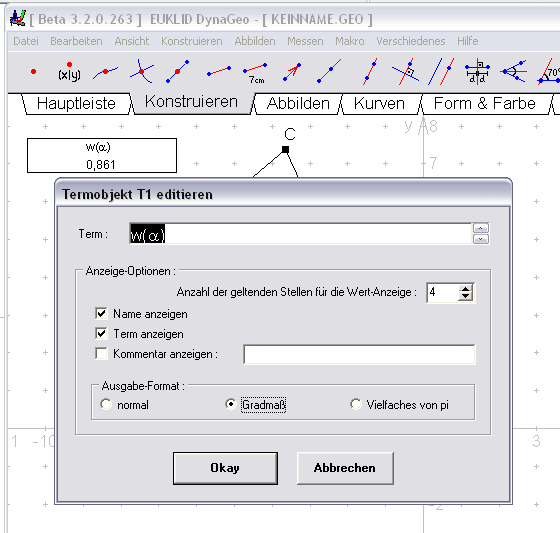 [ Beta 3.2.0.263 ] EUKLID DynaGeo - [ KEINNAME.GEO ]
Datei Bearbeiten Ansicht Konstruieren Abbilden Kurven Messen Makro Verschiedenes Hilfe
(x|y) 7cm d d 70°
Hauptleiste Konstruieren Abbilden Kurven Form & Farbe
y 8
C
w(α)
0,861
7
Termobjekt T1 editieren
Term : w(α)
Anzeige-Optionen :
Anzahl der geltenden Stellen für die Wert-Anzeige : 4
Name anzeigen
Term anzeigen
Kommentar anzeigen :
Ausgabe-Format :
normal Gradmaß Vielfaches von pi
1 -10 3
Okay Abbrechen
-2